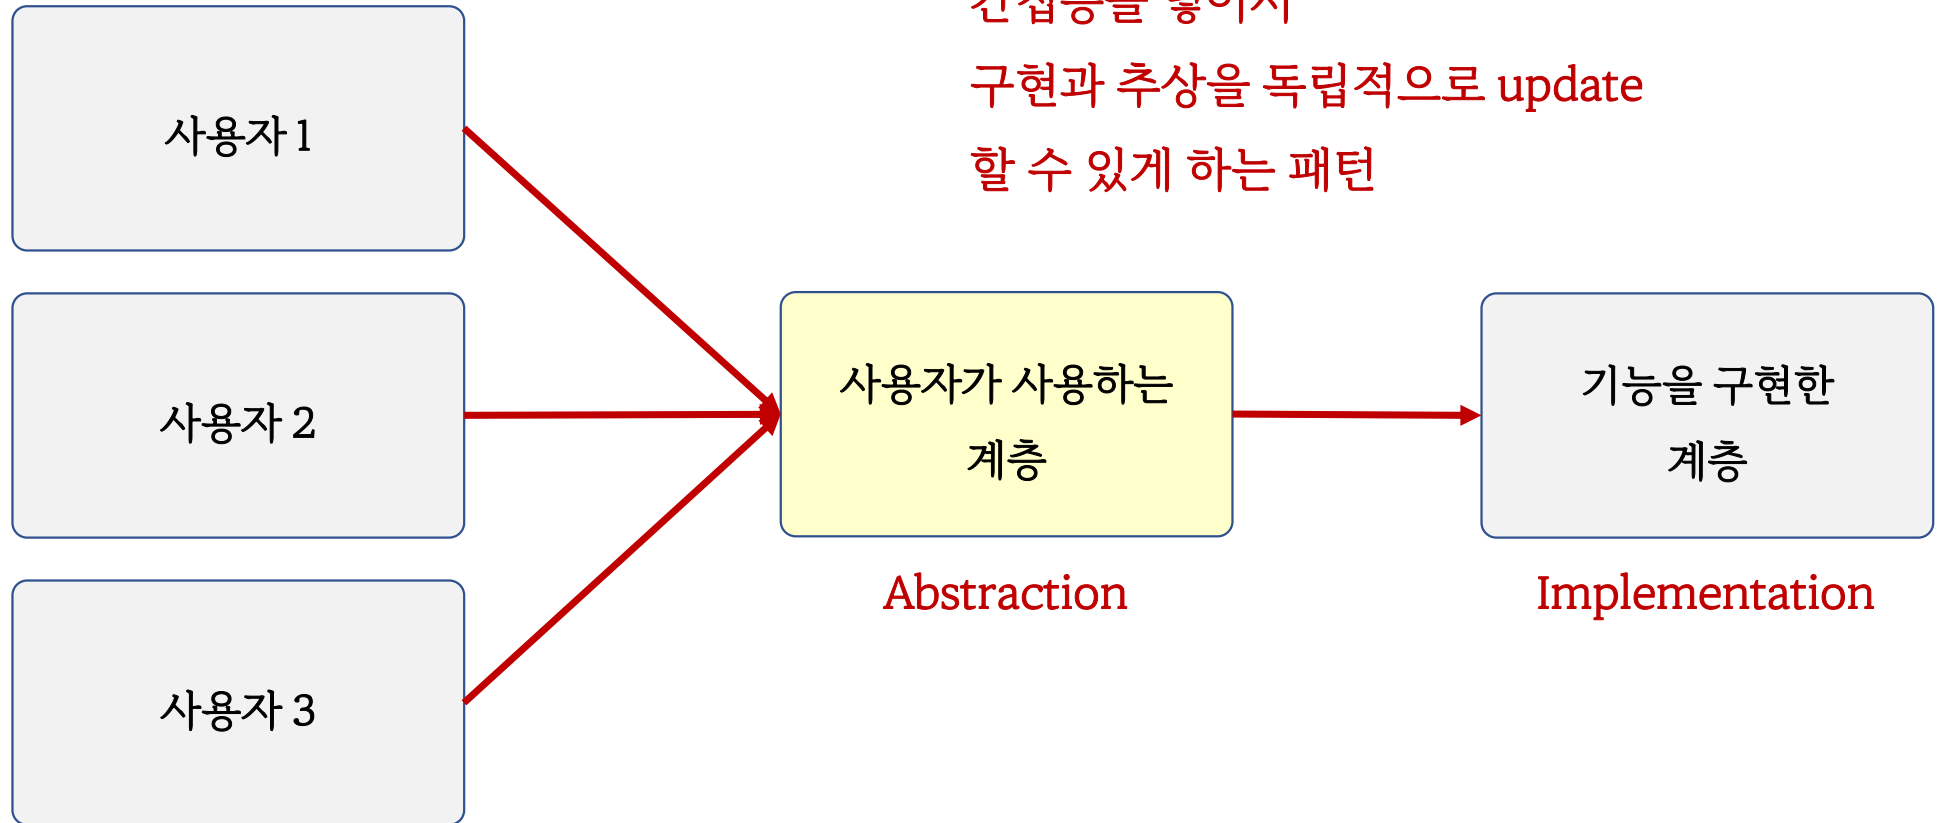 구현과 추상을 독립적으로 update
할 수 있게 하는 패턴
사용자 1
사용자 2
사용자 3
사용자가 사용하는
계층
Abstraction
기능을 구현한
계층
Implementation